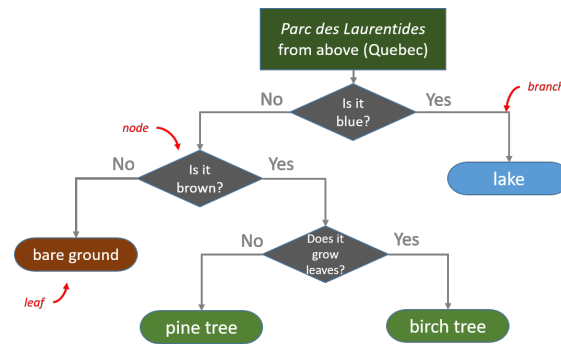 Parc des Laurentides
from above (Quebec)
branch
No
Is it
blue?
Yes
node
No
Is it
brown?
Yes
lake
bare ground
No
Does it
grow
leaves?
Yes
leaf
pine tree
birch tree